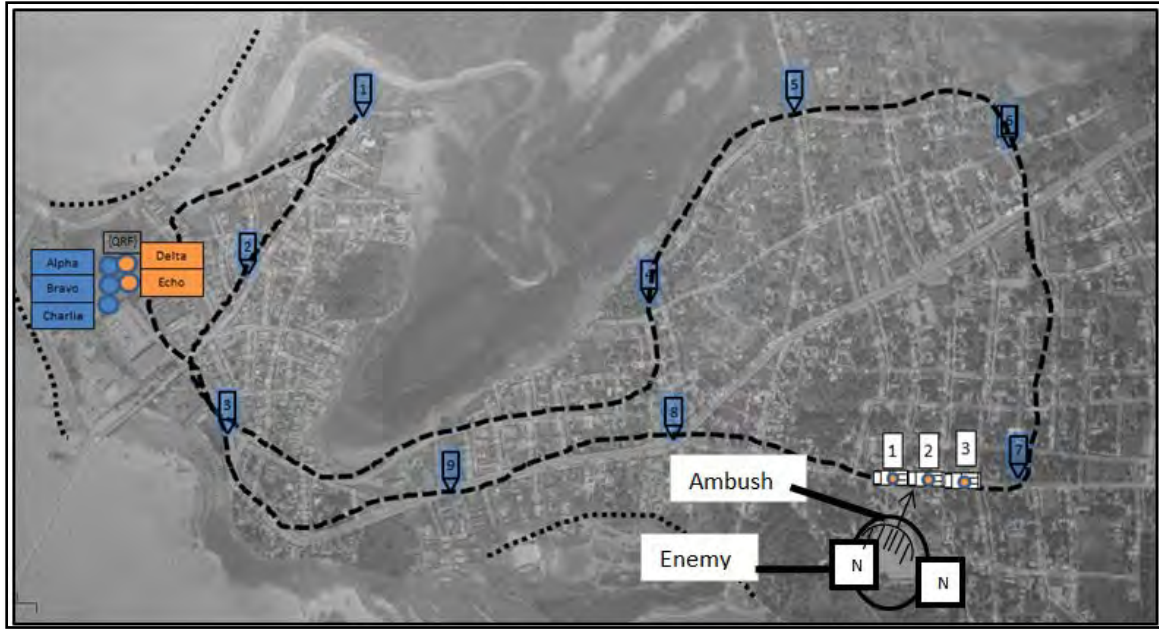 1
5
6
2
{QRF}
Alpha
Delta
Bravo
Echo
Charlie
4
3
8
9
7
1
2
3
Ambush
Enemy
N
N